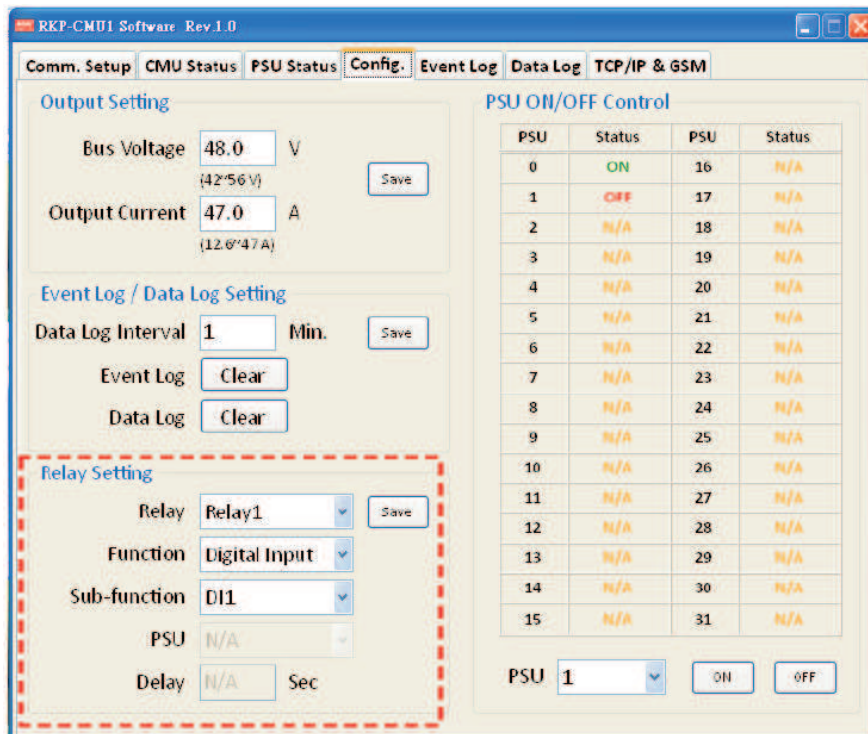 RKP-CMU1 Software Rev.1.0
Comm. Setup CMU Status PSU Status Config. Event Log Data Log TCP/IP & GSM
Output Setting
Bus Voltage 48.0 V
(42~56 V)
Save
Output Current 47.0 A
(12.6~47 A)
Event Log / Data Log Setting
Data Log Interval 1 Min. Save
Event Log Clear
Data Log Clear
Relay Setting
Relay Relay1 Save
Function Digital Input
Sub-function DI1
PSU N/A
Delay N/A Sec
PSU ON/OFF Control
PSU Status PSU Status
0 ON 16 N/A
1 OFF 17 N/A
2 N/A 18 N/A
3 N/A 19 N/A
4 N/A 20 N/A
5 N/A 21 N/A
6 N/A 22 N/A
7 N/A 23 N/A
8 N/A 24 N/A
9 N/A 25 N/A
10 N/A 26 N/A
11 N/A 27 N/A
12 N/A 28 N/A
13 N/A 29 N/A
14 N/A 30 N/A
15 N/A 31 N/A
PSU 1 ON OFF